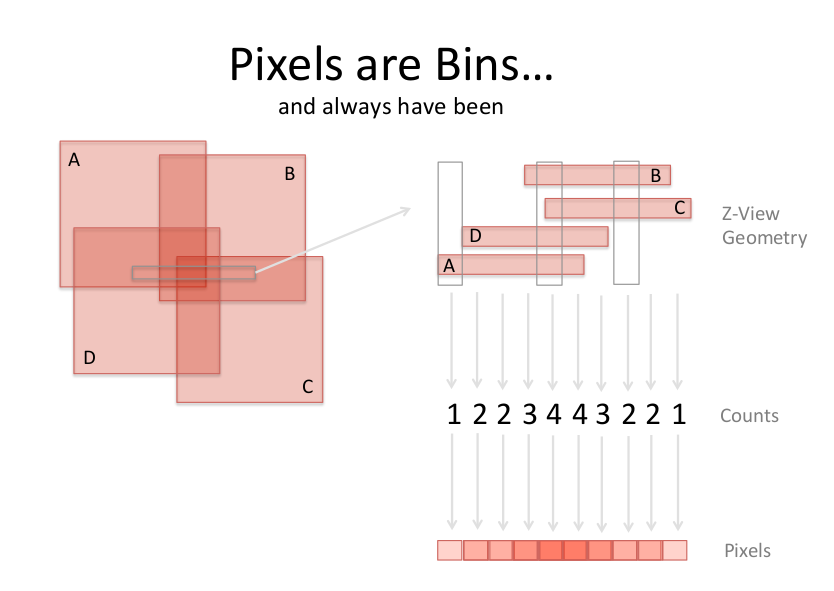 Pixels are Bins...
and always have been
A
B
D
C
B
C
D
A
Z-View
Geometry
1 2 2 3 4 4 3 2 2 1
Counts
Pixels